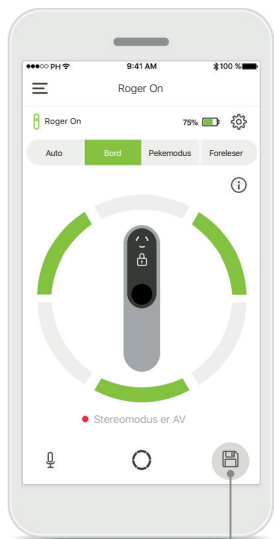 ●●●○○ PH 9:41 AM 100 %
Roger On
Roger On 75%
Auto Bord Pekemodus Foreleser
Stereomodus er AV